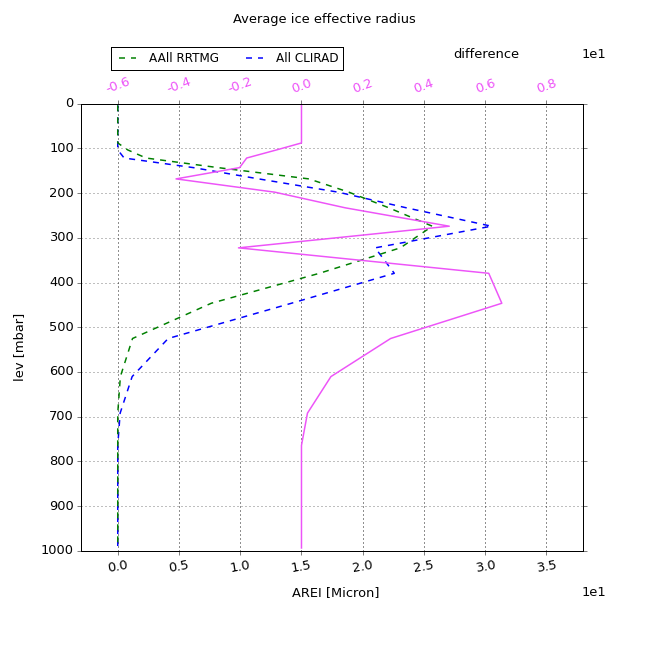 Average ice effective radius
AAll RRTMG All CLIRAD
difference 1e1
-0.6 -0.4 -0.2 0.0 0.2 0.4 0.6 0.8
0
100
200
300
400
500
600
700
800
900
1000
lev [mbar]
0.0 0.5 1.0 1.5 2.0 2.5 3.0 3.5
AREI [Micron] 1e1